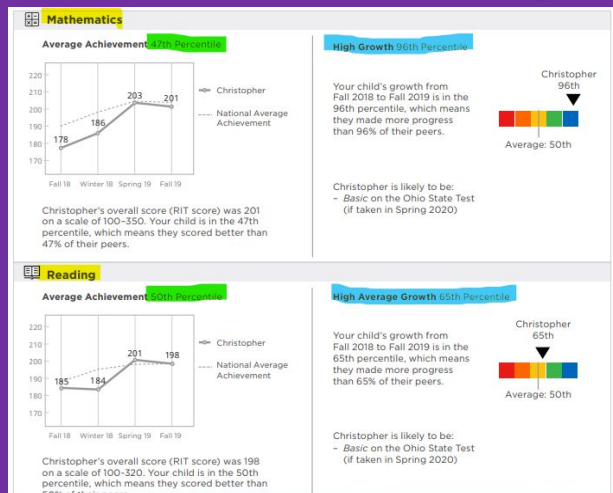 Mathematics
Average Achievement 47th Percentile
220
210
200
190
180
170
178
186
203
201
Christopher
National Average
Achievement
Fall 18 Winter 18 Spring 19 Fall 19
Christopher's overall score (RIT score) was 201
on a scale of 100-350. Your child is in the 47th
percentile, which means they scored better than
47% of their peers.
High Growth 96th Percentile
Your child's growth from
Fall 2018 to Fall 2019 is in the
96th percentile, which means
they made more progress
than 96% of their peers.
Christopher
96th
Average: 50th
Christopher is likely to be:
- Basic on the Ohio State Test
(if taken in Spring 2020)
Reading
Average Achievement 50th Percentile
220
210
200
190
180
170
185
184
201
198
Christopher
National Average
Achievement
Fall 18 Winter 18 Spring 19 Fall 19
Christopher's overall score (RIT score) was 198
on a scale of 100-320. Your child is in the 50th
percentile, which means they scored better than
High Average Growth 65th Percentile
Your child's growth from
Fall 2018 to Fall 2019 is in the
65th percentile, which means
they made more progress
than 65% of their peers.
Christopher
65th
Average: 50th
Christopher is likely to be:
- Basic on the Ohio State Test
(if taken in Spring 2020)